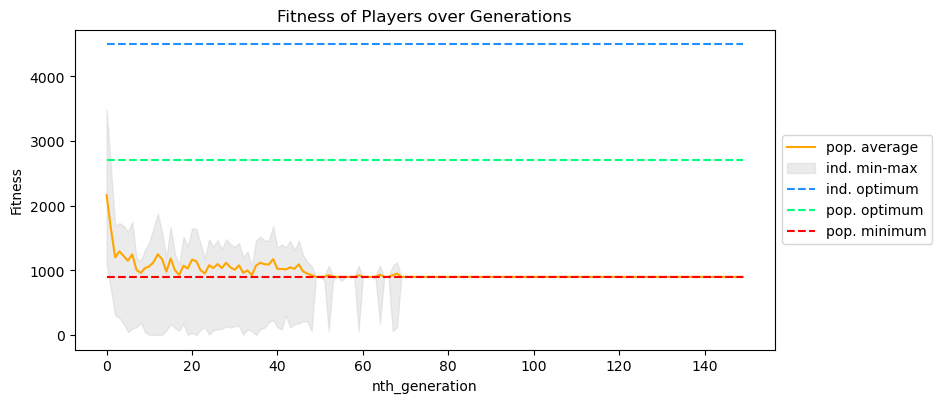 Fitness of Players over Generations
Fitness
4000
3000
2000
1000
0
0 20 40 60 80 100 120 140
nth_generation
pop. average
ind. min-max
ind. optimum
pop. optimum
pop. minimum